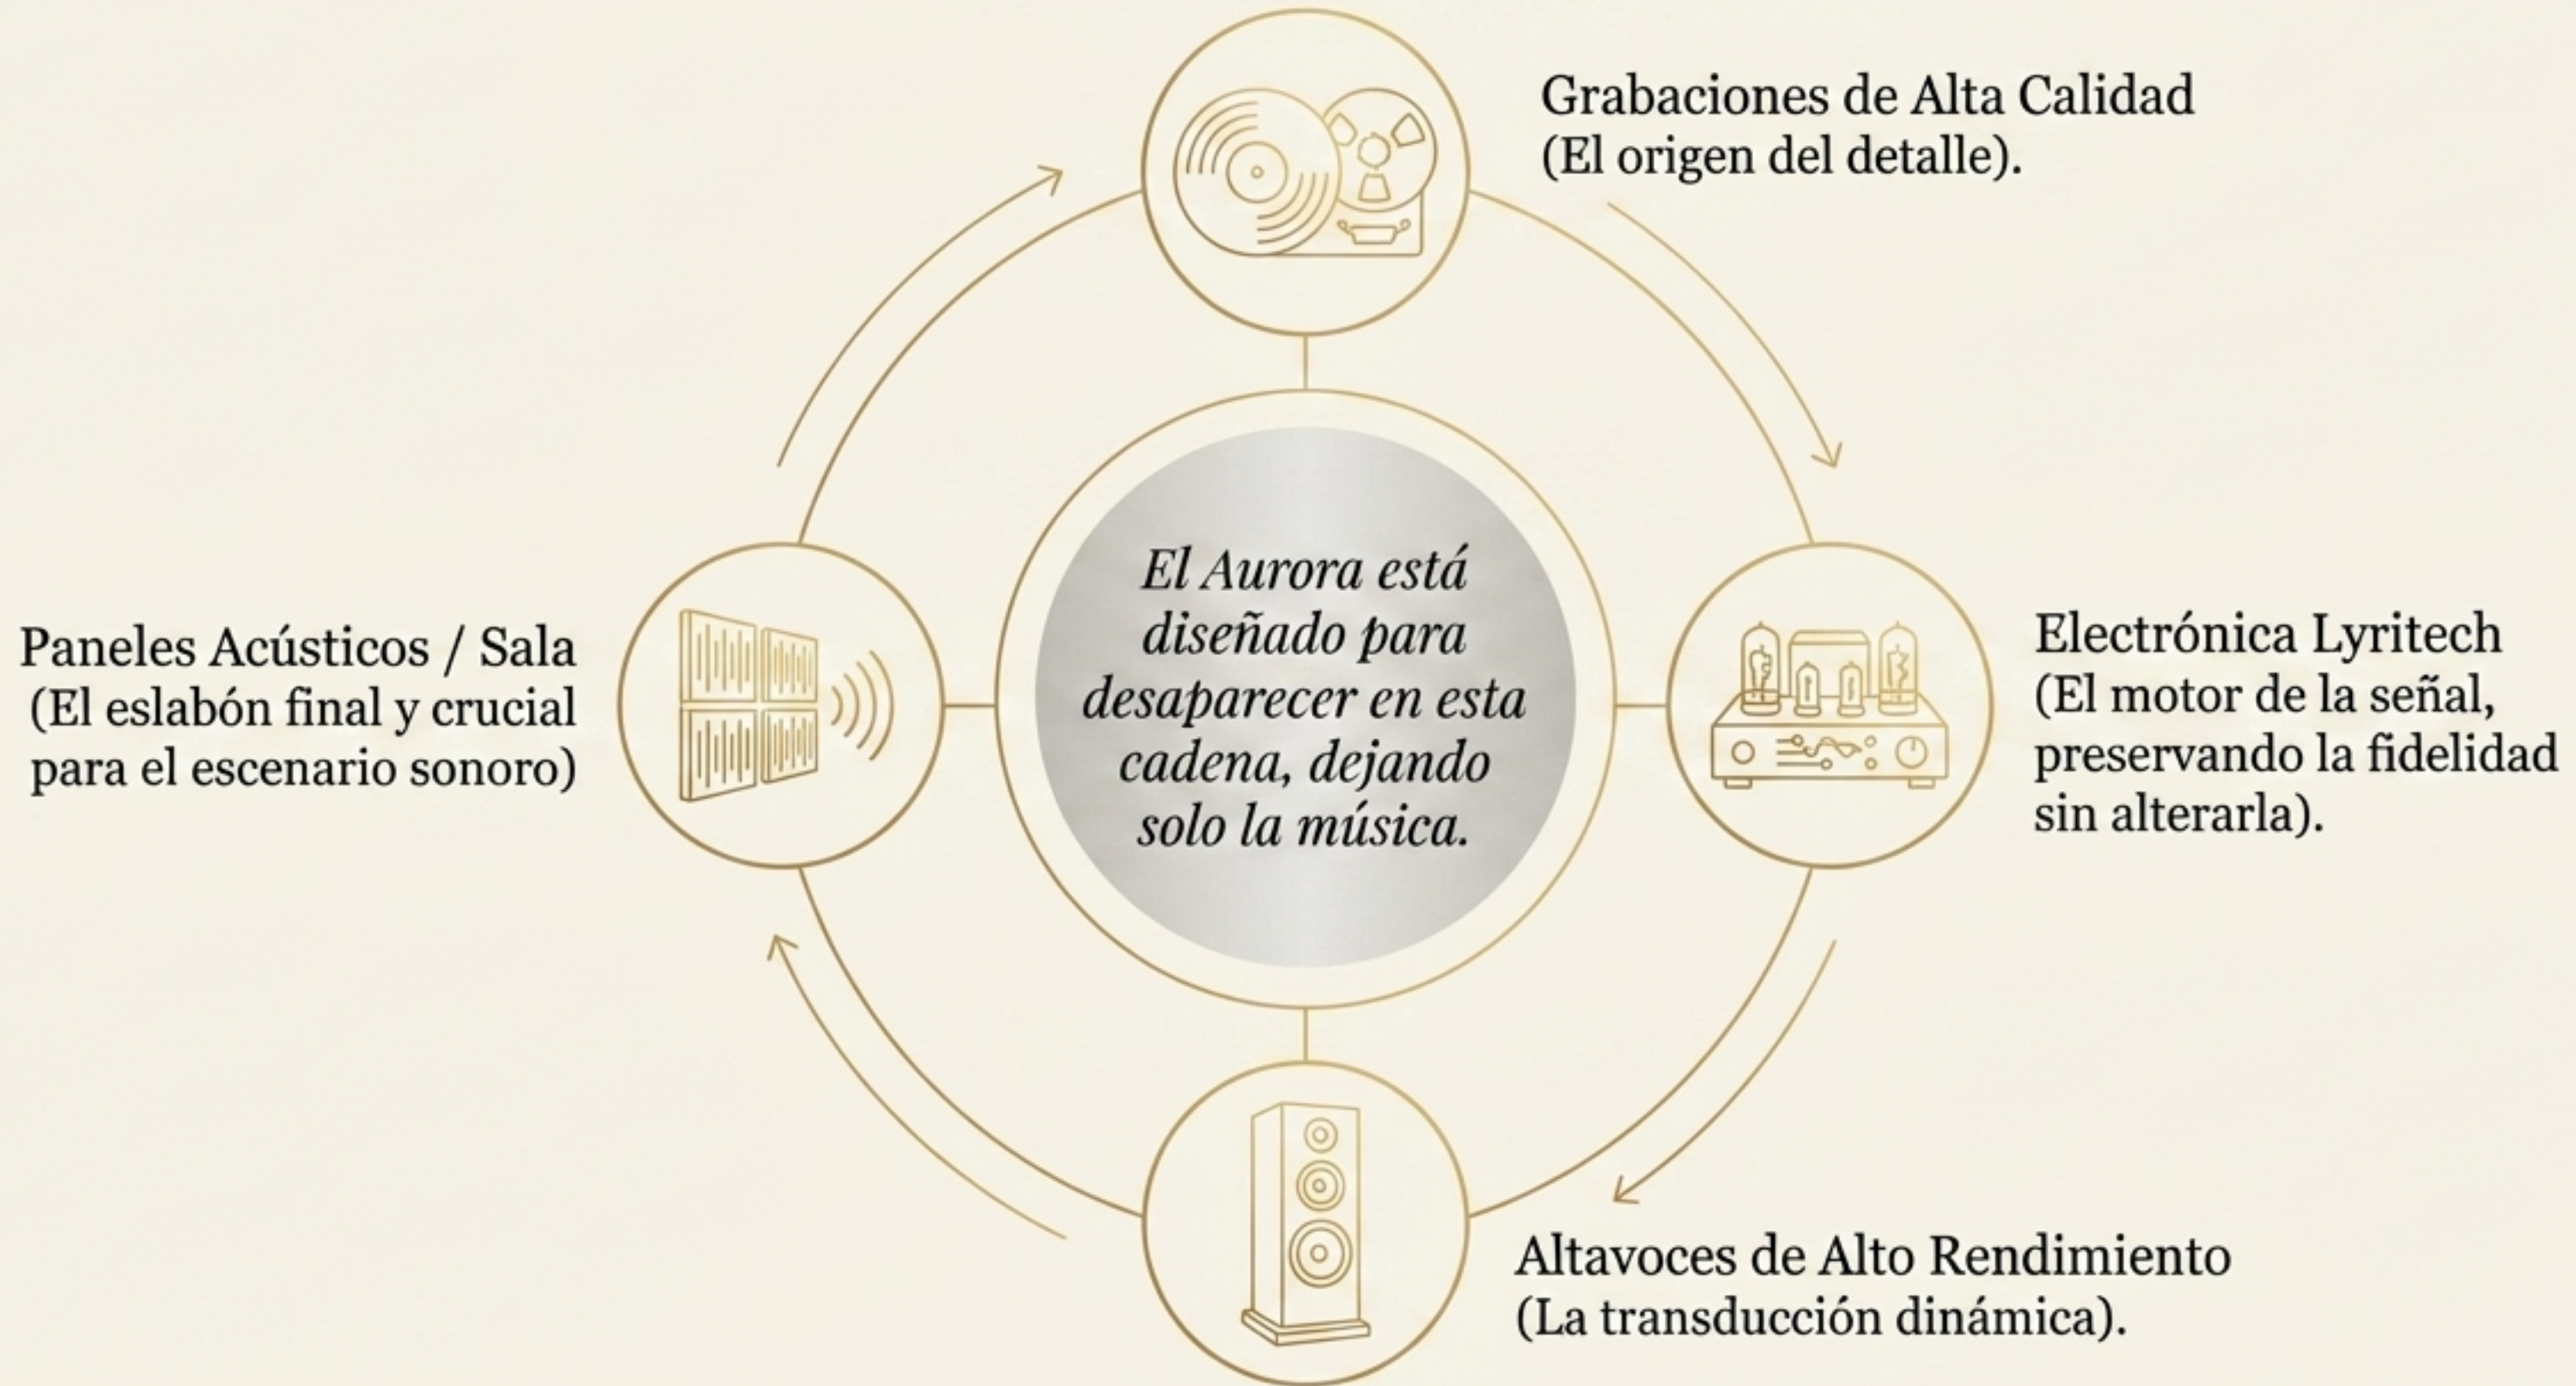 Grabaciones de Alta Calidad
(El origen del detalle).
Electrónica Lyritech
(El motor de la señal,
preservando la fidelidad
sin alterarla).
Altavoces de Alto Rendimiento
(La transducción dinámica).
Paneles Acústicos / Sala
(El eslabón final y crucial
para el escenario sonoro)
El Aurora está
diseñado para
desaparecer en esta
cadena, dejando
solo la música.